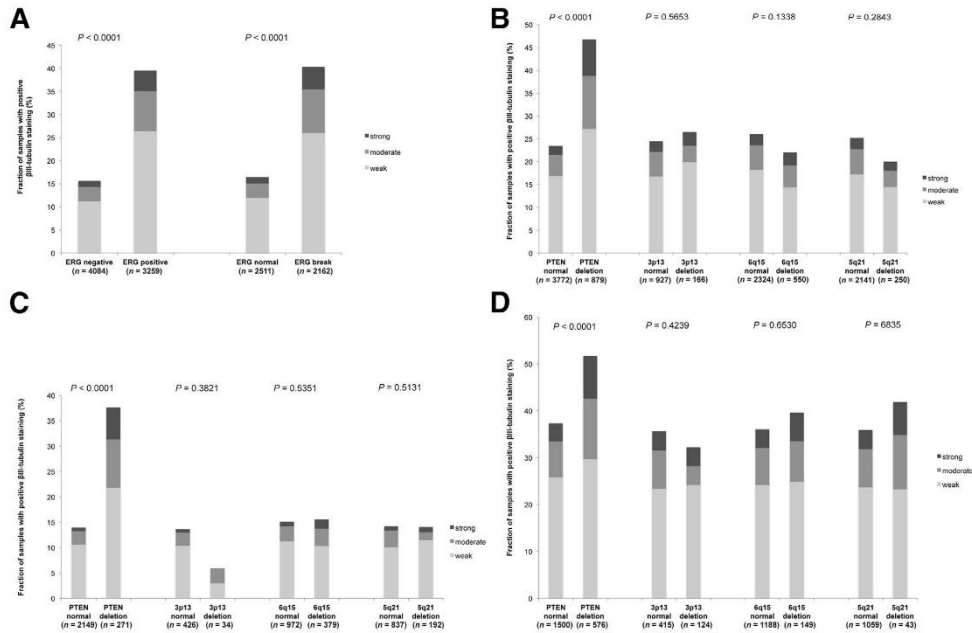 A
P < 0.0001
P < 0.0001
Fraction of samples with positive
βIII-tubulin staining (%)
45
40
35
30
25
20
15
10
5
0
strong
moderate
weak
ERG negative
(n = 4084)
ERG positive
(n = 3259)
ERG normal
(n = 2511)
ERG break
(n = 2162)
B
P < 0.0001
P = 0.5653
P = 0.1338
P = 0.2843
Fraction of samples with positive βIII-tubulin staining (%)
50
45
40
35
30
25
20
15
10
5
0
strong
moderate
weak
PTEN
normal
(n = 3772)
PTEN
deletion
(n = 879)
3p13
normal
(n = 927)
3p13
deletion
(n = 166)
6q15
normal
(n = 2324)
6q15
deletion
(n = 550)
5q21
normal
(n = 2141)
5q21
deletion
(n = 250)
C
P < 0.0001
P = 0.3821
P = 0.5351
P = 0.5131
Fraction of samples with positive βIII-tubulin staining (%)
40
35
30
25
20
15
10
5
0
strong
moderate
weak
PTEN
normal
(n = 2149)
PTEN
deletion
(n = 271)
3p13
normal
(n = 426)
3p13
deletion
(n = 34)
6q15
normal
(n = 972)
6q15
deletion
(n = 379)
5q21
normal
(n = 837)
5q21
deletion
(n = 192)
D
P < 0.0001
P = 0.4239
P = 0.6530
P = 6835
Fraction of samples with positive βIII-tubulin staining (%)
60
50
40
30
20
10
0
strong
moderate
weak
PTEN
normal
(n = 1500)
PTEN
deletion
(n = 576)
3p13
normal
(n = 415)
3p13
deletion
(n = 124)
6q15
normal
(n = 1188)
6q15
deletion
(n = 149)
5q21
normal
(n = 1059)
5q21
deletion
(n = 43)